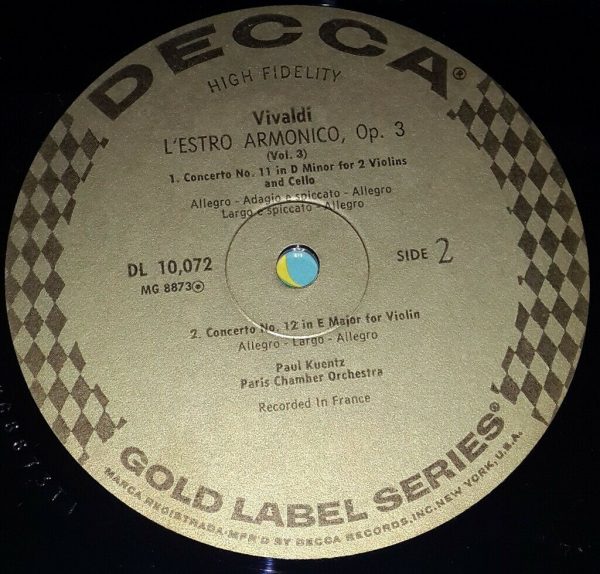 DECCA®
HIGH FIDELITY
Vivaldi
L'ESTRO ARMONICO, Op. 3
(Vol. 3)
1. Concerto No. 11 in D Minor for 2 Violins
and Cello
Allegro - Adagio e spiccato - Allegro
Largo e spiccato - Allegro
DL 10,072
MG 8873
SIDE 2
2. Concerto No. 12 in E Major for Violin
Allegro - Largo - Allegro
Paul Kuentz
Paris Chamber Orchestra
Recorded In France
GOLD LABEL SERIES®
MARCA REGISTRADA·MFR'D BY DECCA RECORDS, INC. NEW YORK, U.S.A.